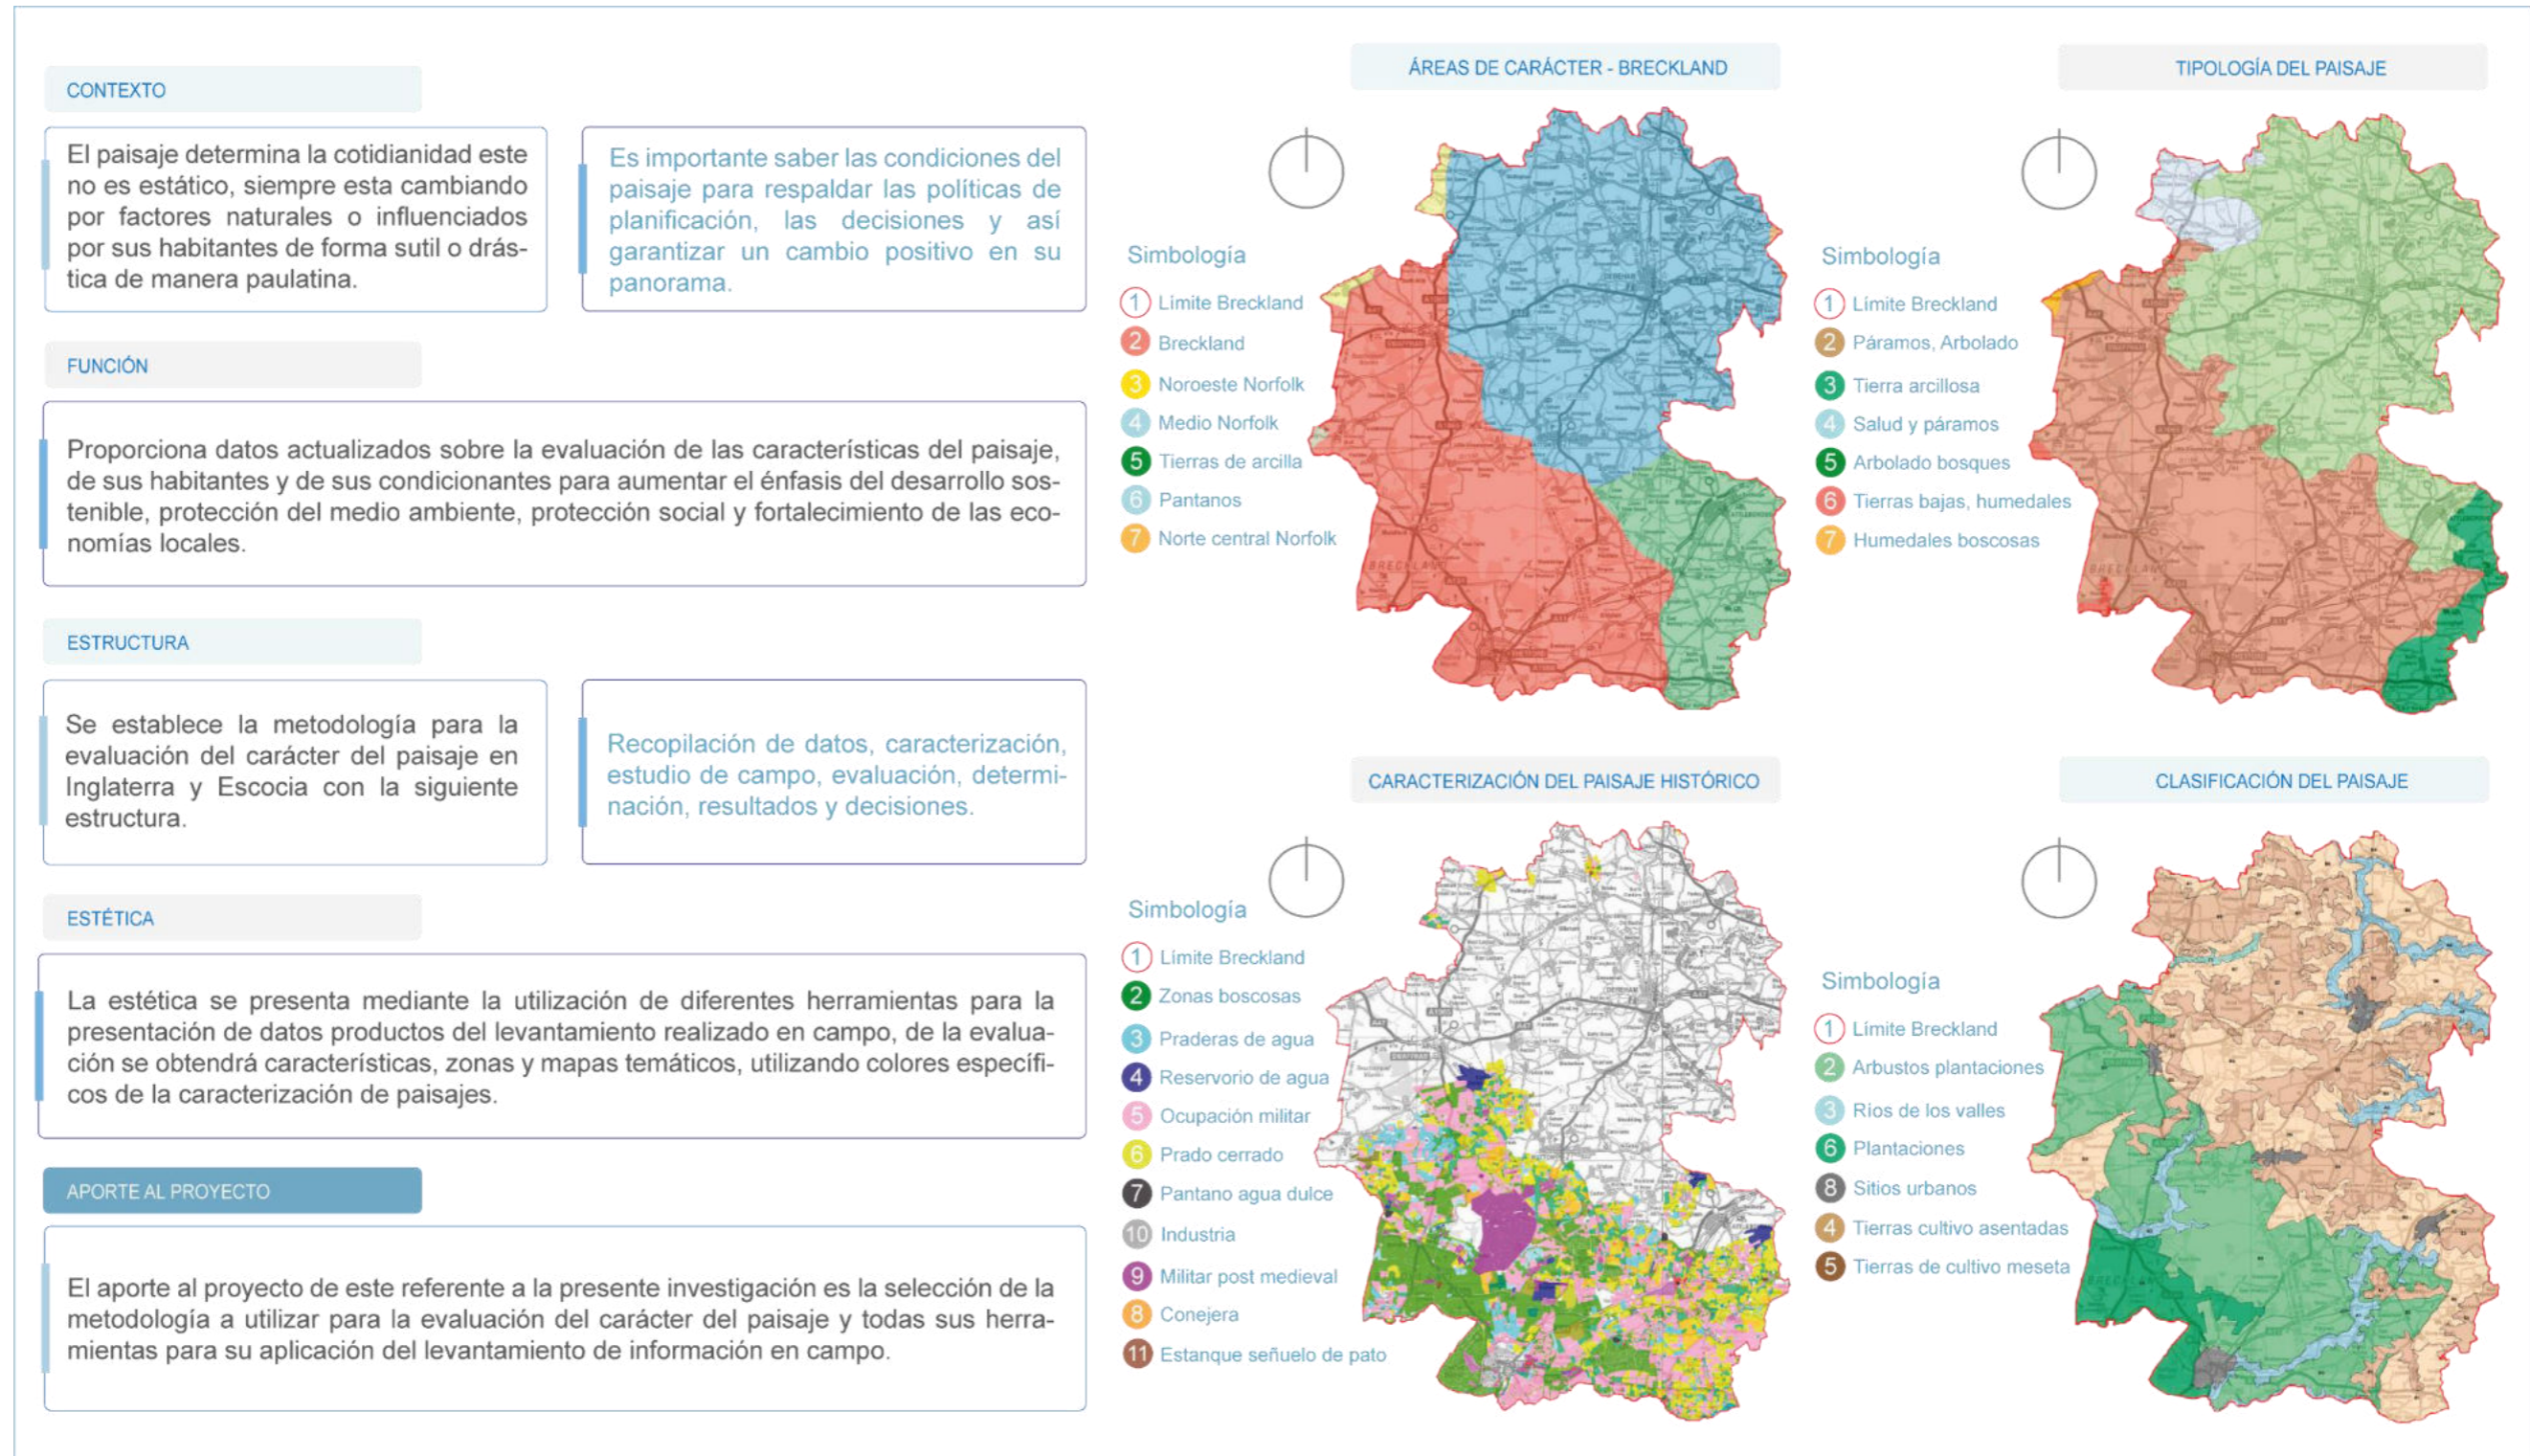 CONTEXTO
El paisaje determina la cotidianidad este
no es estático, siempre esta cambiando
por factores naturales o influenciados
por sus habitantes de forma sutil o drás-
tica de manera paulatina.
Es importante saber las condiciones del
paisaje para respaldar las políticas de
planificación, las decisiones y así
garantizar un cambio positivo en su
panorama.
FUNCIÓN
Proporciona datos actualizados sobre la evaluación de las características del paisaje,
de sus habitantes y de sus condicionantes para aumentar el énfasis del desarrollo sos-
tenible, protección del medio ambiente, protección social y fortalecimiento de las eco-
nomías locales.
ESTRUCTURA
Se establece la metodología para la
evaluación del carácter del paisaje en
Inglaterra y Escocia con la siguiente
estructura.
Recopilación de datos, caracterización,
estudio de campo, evaluación, determi-
nación, resultados y decisiones.
ESTÉTICA
La estética se presenta mediante la utilización de diferentes herramientas para la
presentación de datos productos del levantamiento realizado en campo, de la evalua-
ción se obtendrá características, zonas y mapas temáticos, utilizando colores específi-
cos de la caracterización de paisajes.
APORTE AL PROYECTO
El aporte al proyecto de este referente a la presente investigación es la selección de la
metodología a utilizar para la evaluación del carácter del paisaje y todas sus herra-
mientas para su aplicación del levantamiento de información en campo.
ÁREAS DE CARÁCTER - BRECKLAND
Simbología
1 Límite Breckland
2 Breckland
3 Noroeste Norfolk
4 Medio Norfolk
5 Tierras de arcilla
6 Pantanos
7 Norte central Norfolk
BRECKLAND
TIPOLOGÍA DEL PAISAJE
Simbología
1 Límite Breckland
2 Páramos, Arbolado
3 Tierra arcillosa
4 Salud y páramos
5 Arbolado bosques
6 Tierras bajas, humedales
7 Humedales boscosas
BRECKLAND
CARACTERIZACIÓN DEL PAISAJE HISTÓRICO
Simbología
1 Límite Breckland
2 Zonas boscosas
3 Praderas de agua
4 Reservorio de agua
5 Ocupación militar
6 Prado cerrado
7 Pantano agua dulce
10 Industria
9 Militar post medieval
8 Conejera
11 Estanque señuelo de pato
CLASIFICACIÓN DEL PAISAJE
Simbología
1 Límite Breckland
2 Arbustos plantaciones
3 Ríos de los valles
6 Plantaciones
8 Sitios urbanos
4 Tierras cultivo asentadas
5 Tierras de cultivo meseta